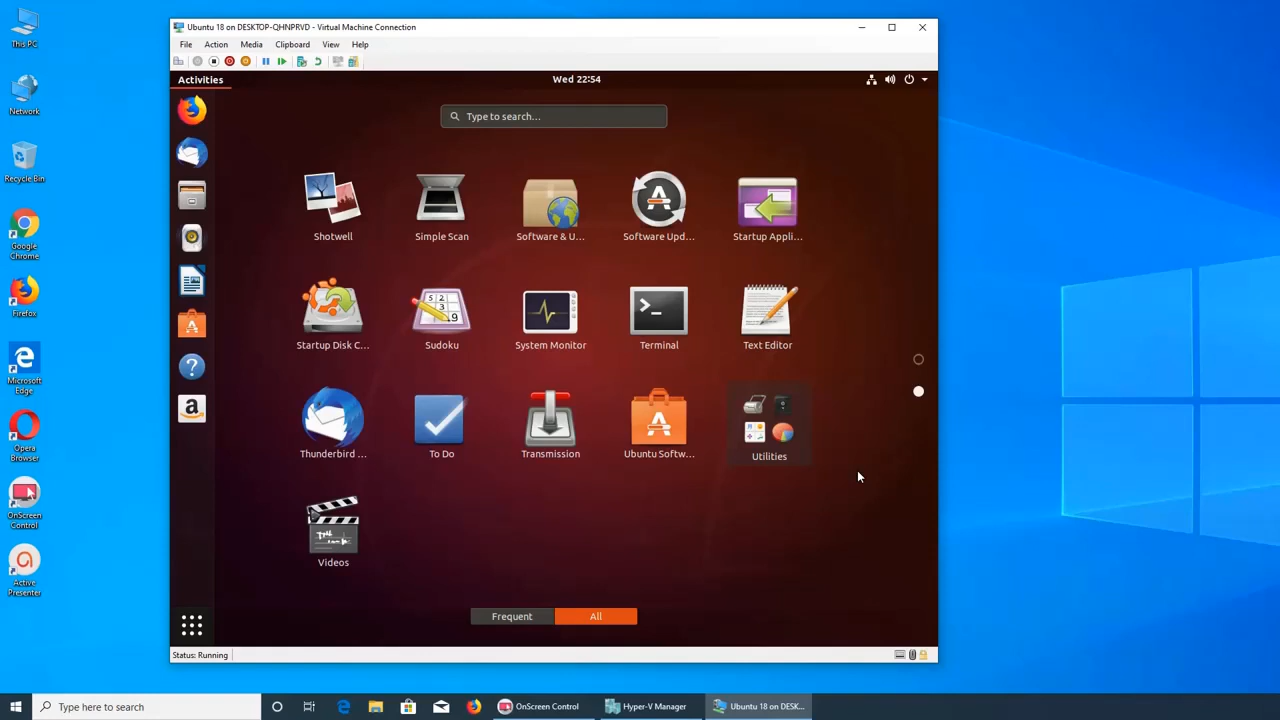 This PC
Network
Recycle Bin
Google
Chrome
Firefox
Microsoft
Edge
Opera
Browser
OnScreen
Control
Active
Presenter
Ubuntu 18 on DESKTOP-QHNPRVD - Virtual Machine Connection
File Action Media Clipboard View Help
Activities
Wed 22:54
Type to search...
Shotwell Simple Scan Software & U... Software Upd... Startup Appli...
Startup Disk C... Sudoku System Monitor Terminal Text Editor
Thunderbird ... To Do Transmission Ubuntu Softw... Utilities
Videos
Frequent All
Status: Running
Type here to search
OnScreen Control
Hyper-V Manager
Ubuntu 18 on DESK...